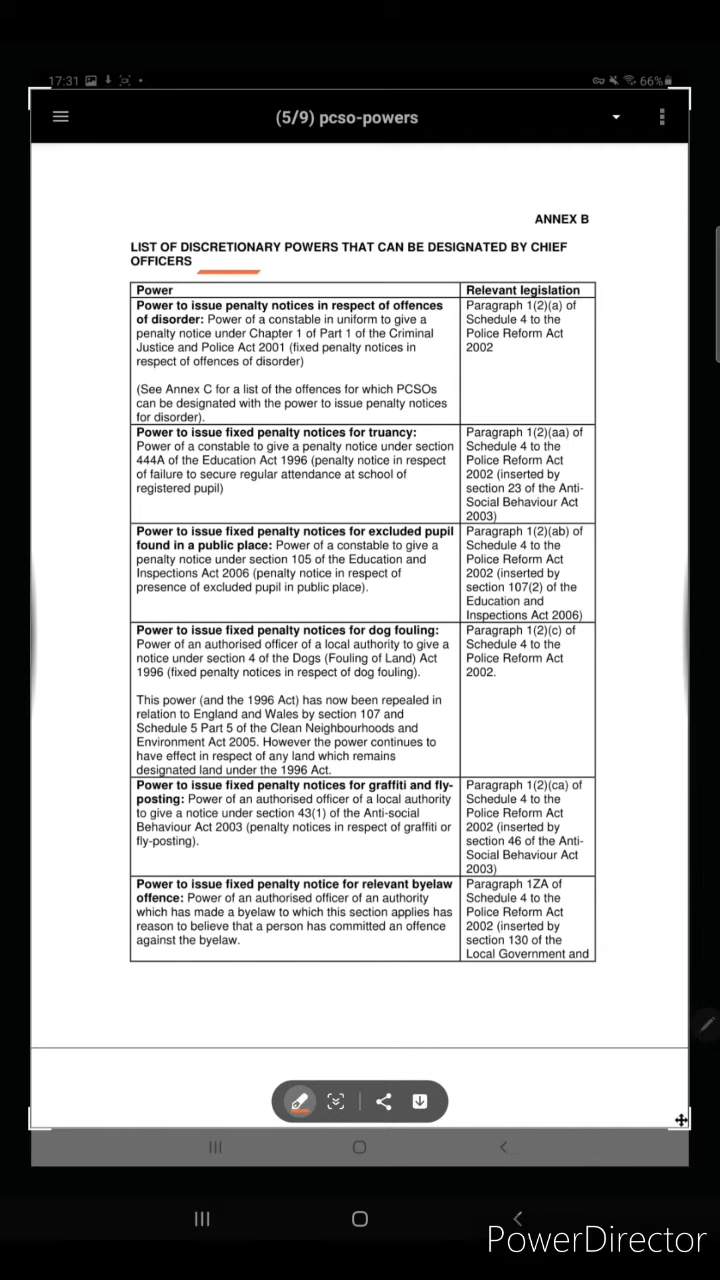 17:31
66%
(5/9) pcso-powers
ANNEX B
LIST OF DISCRETIONARY POWERS THAT CAN BE DESIGNATED BY CHIEF
OFFICERS
Power
Relevant legislation
Power to issue penalty notices in respect of offences
of disorder: Power of a constable in uniform to give a
penalty notice under Chapter 1 of Part 1 of the Criminal
Justice and Police Act 2001 (fixed penalty notices in
respect of offences of disorder)
(See Annex C for a list of the offences for which PCSOs
can be designated with the power to issue penalty notices
for disorder).
Paragraph 1(2)(a) of
Schedule 4 to the
Police Reform Act
2002
Power to issue fixed penalty notices for truancy:
Power of a constable to give a penalty notice under section
444A of the Education Act 1996 (penalty notice in respect
of failure to secure regular attendance at school of
registered pupil)
Paragraph 1(2)(aa) of
Schedule 4 to the
Police Reform Act
2002 (inserted by
section 23 of the Anti-
Social Behaviour Act
2003)
Power to issue fixed penalty notices for excluded pupil
found in a public place: Power of a constable to give a
penalty notice under section 105 of the Education and
Inspections Act 2006 (penalty notice in respect of
presence of excluded pupil in public place).
Paragraph 1(2)(ab) of
Schedule 4 to the
Police Reform Act
2002 (inserted by
section 107(2) of the
Education and
Inspections Act 2006)
Power to issue fixed penalty notices for dog fouling:
Power of an authorised officer of a local authority to give a
notice under section 4 of the Dogs (Fouling of Land) Act
1996 (fixed penalty notices in respect of dog fouling).
This power (and the 1996 Act) has now been repealed in
relation to England and Wales by section 107 and
Schedule 5 Part 5 of the Clean Neighbourhoods and
Environment Act 2005. However the power continues to
have effect in respect of any land which remains
designated land under the 1996 Act.
Paragraph 1(2)(c) of
Schedule 4 to the
Police Reform Act
2002.
Power to issue fixed penalty notices for graffiti and fly-
posting: Power of an authorised officer of a local authority
to give a notice under section 43(1) of the Anti-social
Behaviour Act 2003 (penalty notices in respect of graffiti or
fly-posting).
Paragraph 1(2)(ca) of
Schedule 4 to the
Police Reform Act
2002 (inserted by
section 46 of the Anti-
Social Behaviour Act
2003)
Power to issue fixed penalty notice for relevant byelaw
offence: Power of an authorised officer of an authority
which has made a byelaw to which this section applies has
reason to believe that a person has committed an offence
against the byelaw.
Paragraph 1ZA of
Schedule 4 to the
Police Reform Act
2002 (inserted by
section 130 of the
Local Government and
PowerDirector